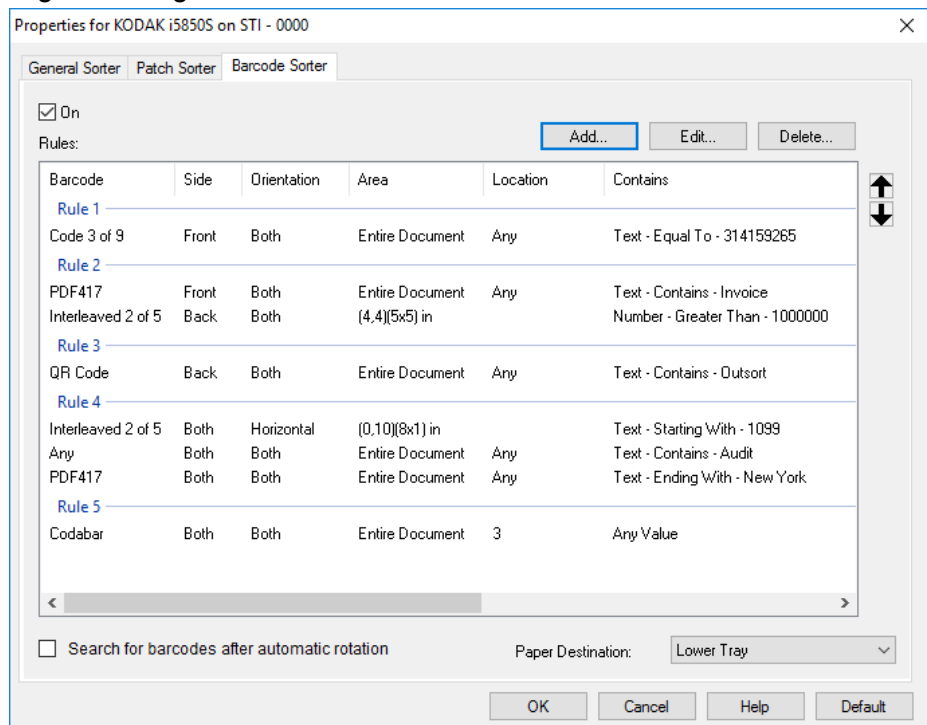 Properties for KODAK i5850S on STI - 0000
General Sorter Patch Sorter Barcode Sorter
On
Rules: Add... Edit... Delete...
Barcode Side Orientation Area Location Contains
Rule 1
Code 3 of 9 Front Both Entire Document Any Text - Equal To - 314159265
Rule 2
PDF417 Front Both Entire Document Any Text - Contains - Invoice
Interleaved 2 of 5 Back Both (4,4)(5x5) in Number - Greater Than - 1000000
Rule 3
QR Code Back Both Entire Document Any Text - Contains - Outsort
Rule 4
Interleaved 2 of 5 Both Horizontal (0,10)(8x1) in Text - Starting With - 1099
Any Both Both Entire Document Any Text - Contains - Audit
PDF417 Both Both Entire Document Any Text - Ending With - New York
Rule 5
Codabar Both Both Entire Document 3 Any Value
Search for barcodes after automatic rotation Paper Destination: Lower Tray
OK Cancel Help Default